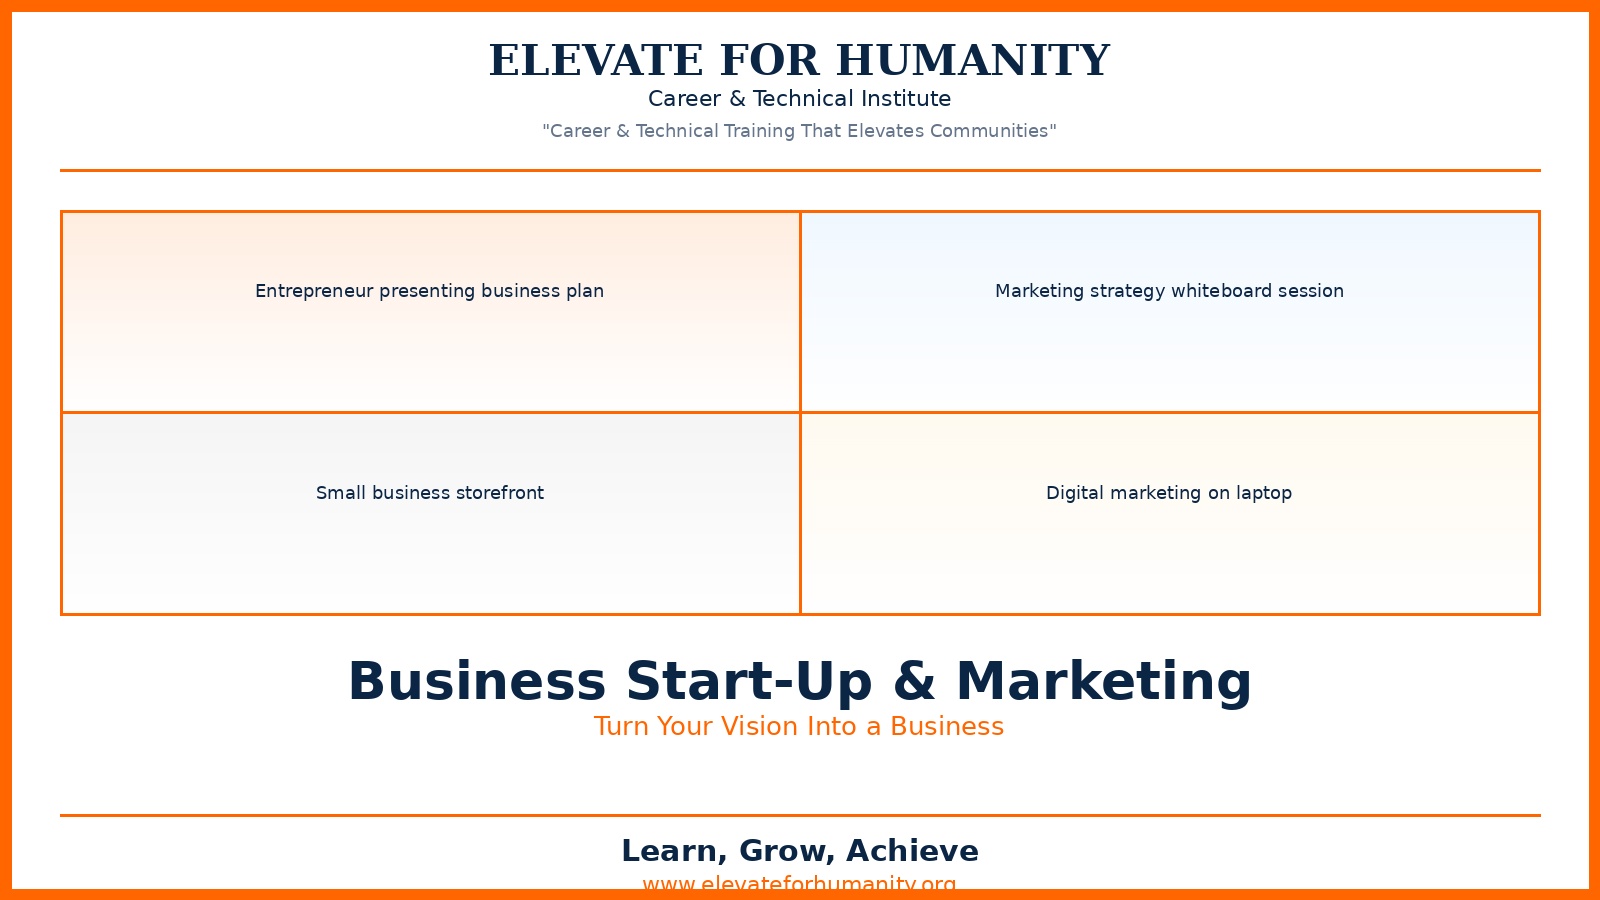 ELEVATE FOR HUMANITY
Career & Technical Institute
"Career & Technical Training That Elevates Communities"
Entrepreneur presenting business plan
Marketing strategy whiteboard session
Small business storefront
Digital marketing on laptop
Business Start-Up & Marketing
Turn Your Vision Into a Business
Learn, Grow, Achieve
www.elevateforhumanity.org